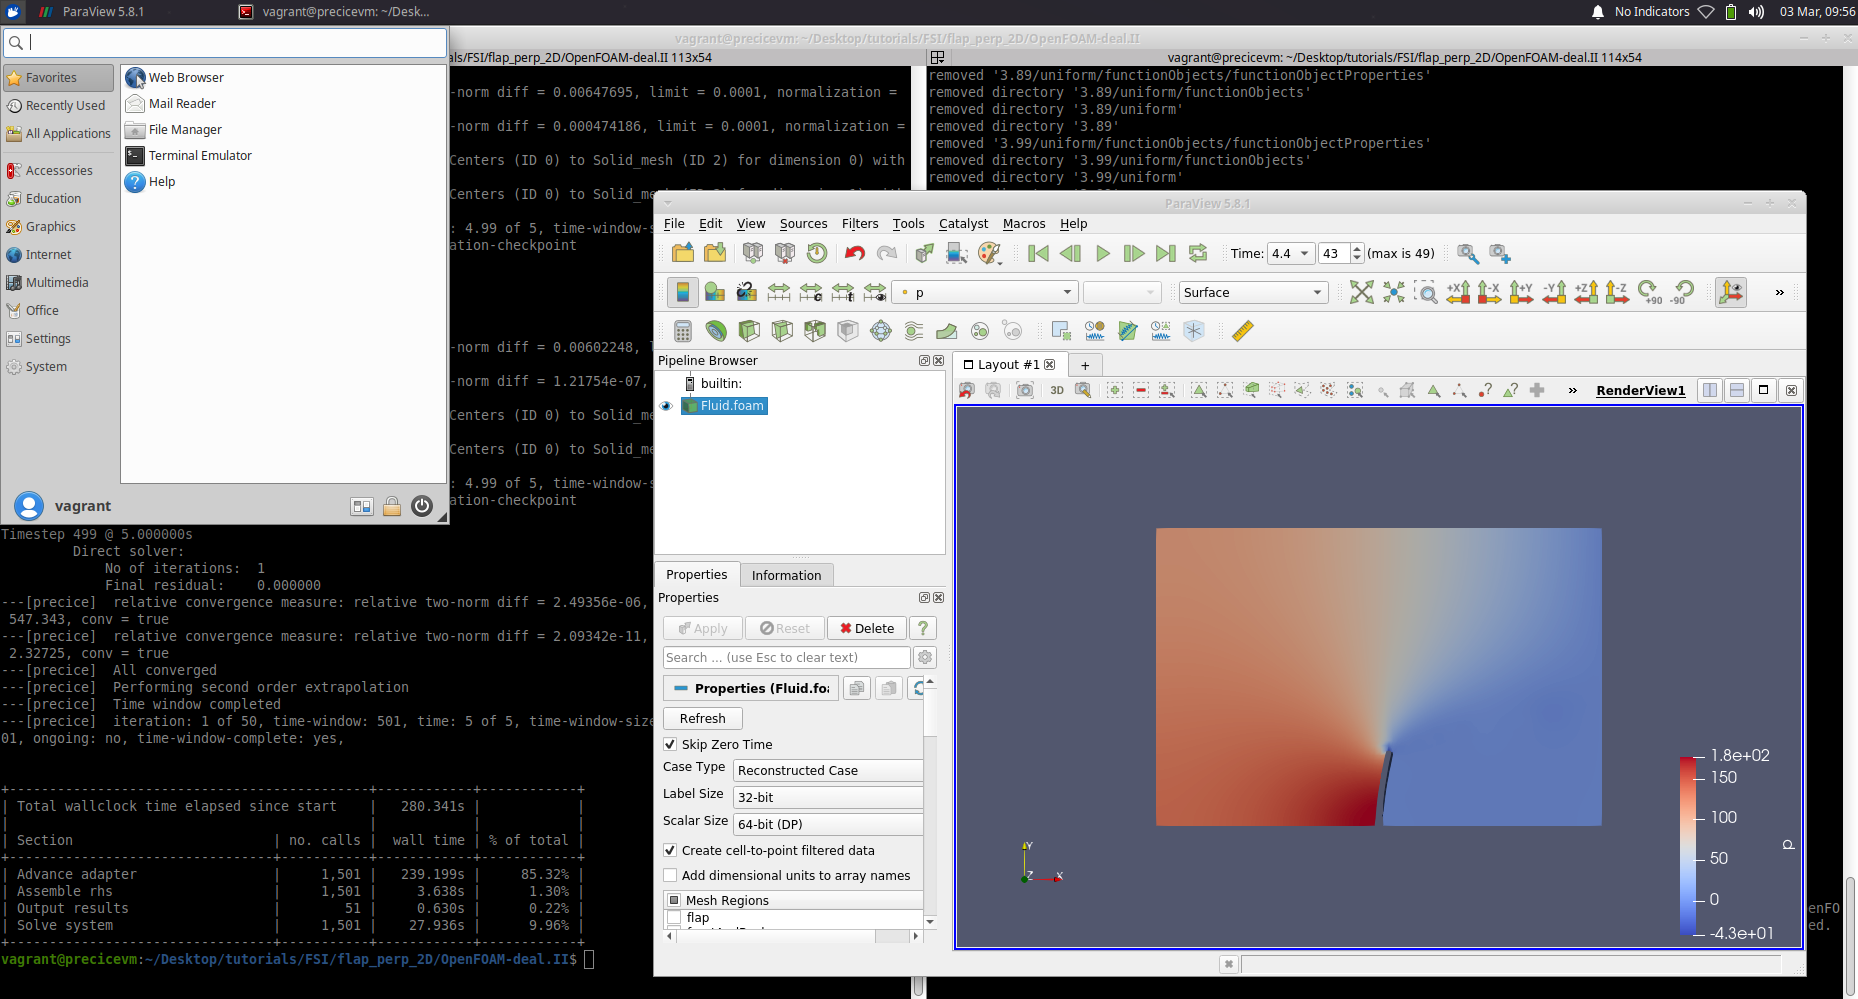 ParaView 5.8.1
vagrant@precicevm: ~/Desk...
No Indicators
03 Mar, 09:56
vagrant@precicevm: ~/Desktop/tutorials/FSI/flap_perp_2D/OpenFOAM-deal.II
als/FSI/flap_perp_2D/OpenFOAM-deal.II 113x54
vagrant@precicevm: ~/Desktop/tutorials/FSI/flap_perp_2D/OpenFOAM-deal.II 114x54
Favorites
Recently Used
All Applications
Accessories
Education
Graphics
Internet
Multimedia
Office
Settings
System
Web Browser
Mail Reader
File Manager
Terminal Emulator
Help
vagrant
-norm diff = 0.00647695, limit = 0.0001, normalization =
-norm diff = 0.000474186, limit = 0.0001, normalization =
Centers (ID 0) to Solid_mesh (ID 2) for dimension 0) with
Centers (ID 0) to Solid_me
: 4.99 of 5, time-window-s
ation-checkpoint
-norm diff = 0.00602248, l
-norm diff = 1.21754e-07,
Centers (ID 0) to Solid_me
Centers (ID 0) to Solid_me
: 4.99 of 5, time-window-s
ation-checkpoint
Timestep 499 @ 5.000000s
Direct solver:
No of iterations: 1
Final residual: 0.000000
---[precice] relative convergence measure: relative two-norm diff = 2.49356e-06,
547.343, conv = true
---[precice] relative convergence measure: relative two-norm diff = 2.09342e-11,
2.32725, conv = true
---[precice] All converged
---[precice] Performing second order extrapolation
---[precice] Time window completed
---[precice] iteration: 1 of 50, time-window: 501, time: 5 of 5, time-window-size
01, ongoing: no, time-window-complete: yes,
+---------------------------------------------+------------+------------+
| Total wallclock time elapsed since start | 280.341s | |
| | | |
| Section | no. calls | wall time | % of total |
+---------------------------------+-----------+------------+------------+
| Advance adapter | 1,501 | 239.199s | 85.32% |
| Assemble rhs | 1,501 | 3.638s | 1.30% |
| Output results | 51 | 0.630s | 0.22% |
| Solve system | 1,501 | 27.936s | 9.96% |
+---------------------------------+-----------+------------+------------+
vagrant@precicevm:~/Desktop/tutorials/FSI/flap_perp_2D/OpenFOAM-deal.II$
removed '3.89/uniform/functionObjects/functionObjectProperties'
removed directory '3.89/uniform/functionObjects'
removed directory '3.89/uniform'
removed directory '3.89'
removed '3.99/uniform/functionObjects/functionObjectProperties'
removed directory '3.99/uniform/functionObjects'
removed directory '3.99/uniform'
enFO
ed.
ParaView 5.8.1
File Edit View Sources Filters Tools Catalyst Macros Help
Time: 4.4 43 (max is 49)
p
Surface
+X -X +Y -Y +Z -Z +90 -90
Pipeline Browser
builtin:
Fluid.foam
Properties Information
Properties
Apply Reset Delete ?
Search ... (use Esc to clear text)
Properties (Fluid.foa
Refresh
Skip Zero Time
Case Type Reconstructed Case
Label Size 32-bit
Scalar Size 64-bit (DP)
Create cell-to-point filtered data
Add dimensional units to array names
Mesh Regions
flap
Layout #1 +
3D
RenderView1
1.8e+02
150
100
50
0
-4.3e+01
p
Y
Z X